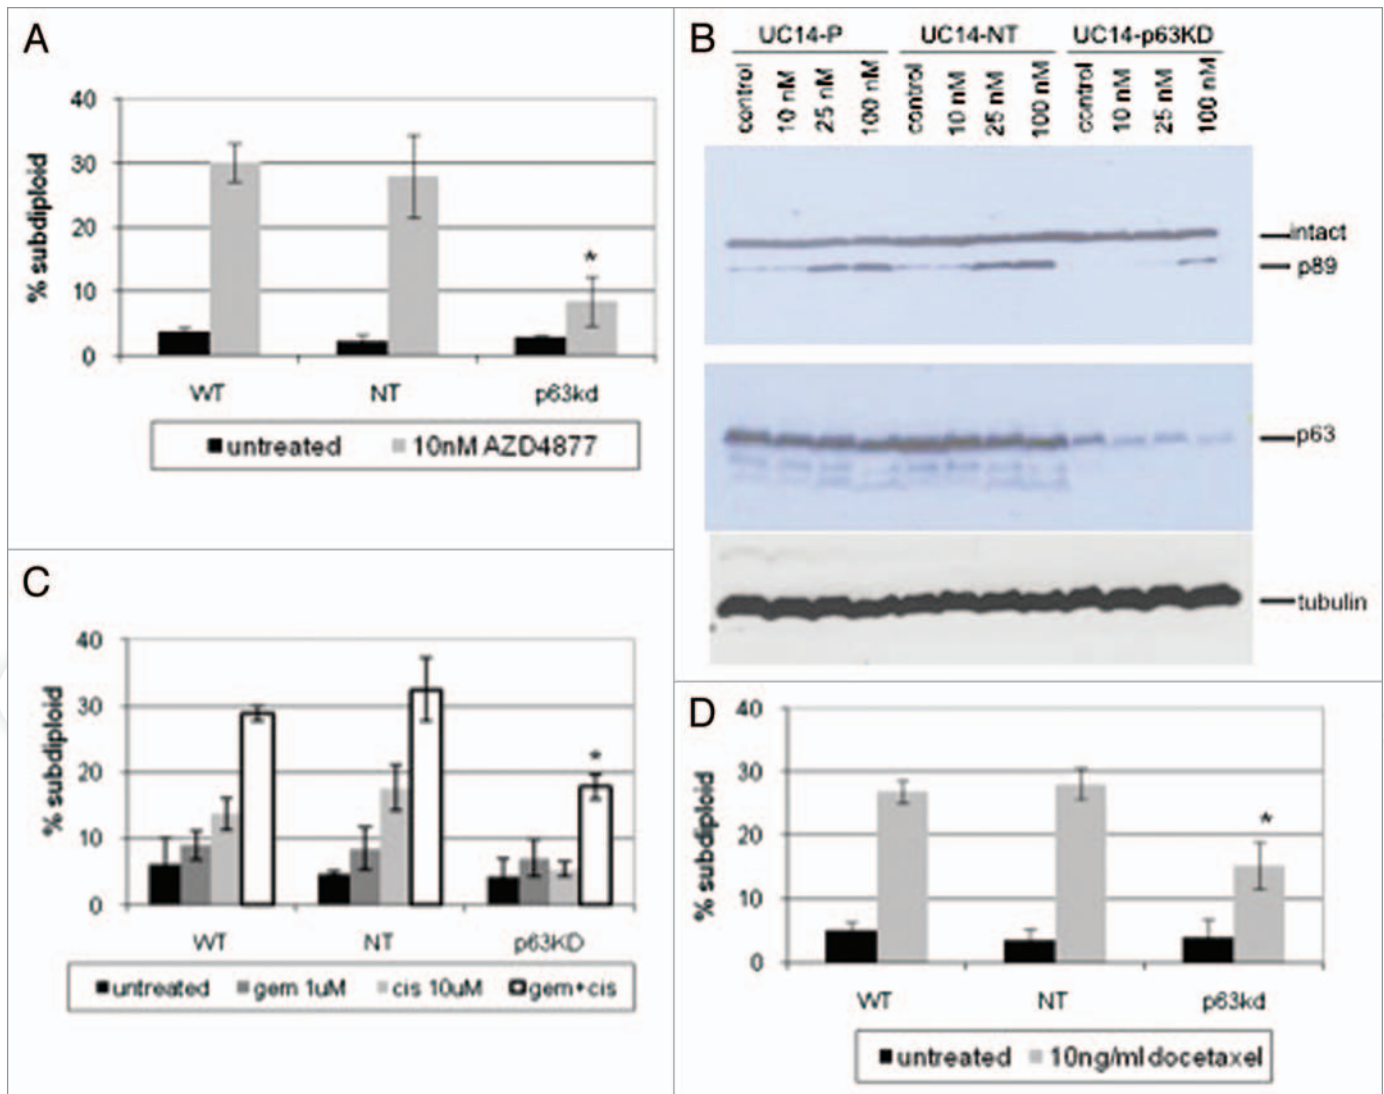 A
40
30
20
10
0
% subdiploid
*
WT NT p63kd
untreated 10nM AZD4877
B
UC14-P UC14-NT UC14-p63KD
control 10 nM 25 nM 100 nM control 10 nM 25 nM 100 nM control 10 nM 25 nM 100 nM
intact
p89
p63
tubulin
C
40
30
20
10
0
% subdiploid
*
WT NT p63KD
untreated gem 1uM cis 10uM gem+cis
D
40
30
20
10
0
% subdiploid
*
WT NT p63kd
untreated 10ng/ml docetaxel